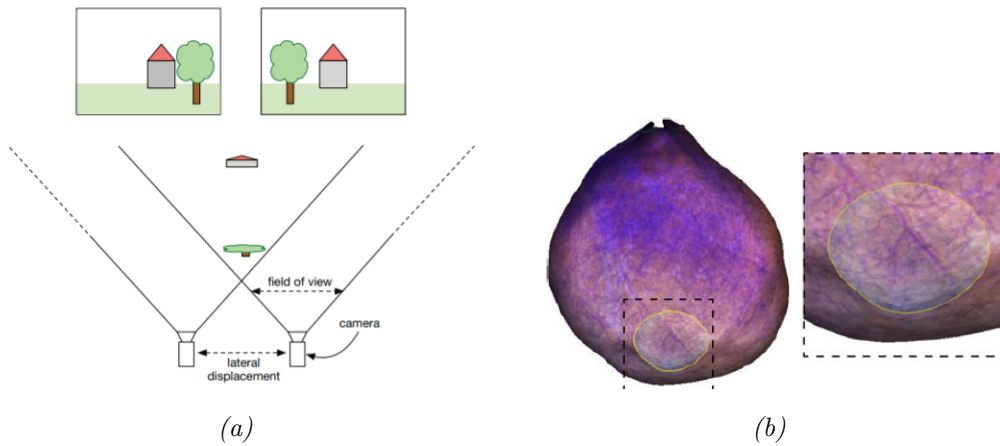 field of view
camera
lateral
displacement
(a)
(b)